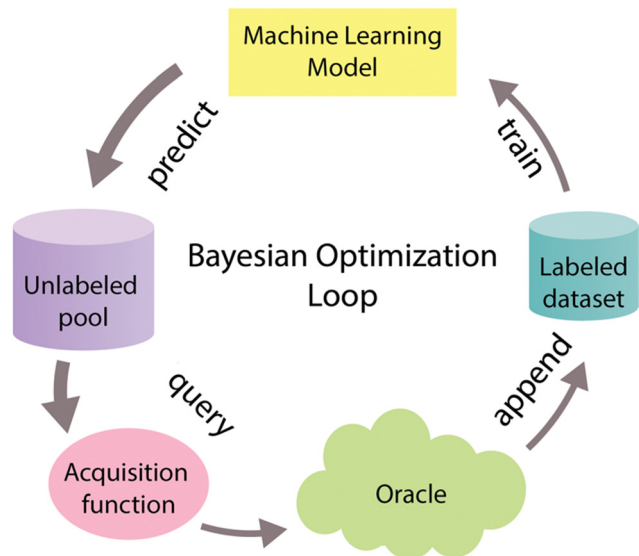 Machine Learning
Model
predict
train
Unlabeled
pool
Bayesian Optimization
Loop
Labeled
dataset
query
append
Acquisition
function
Oracle